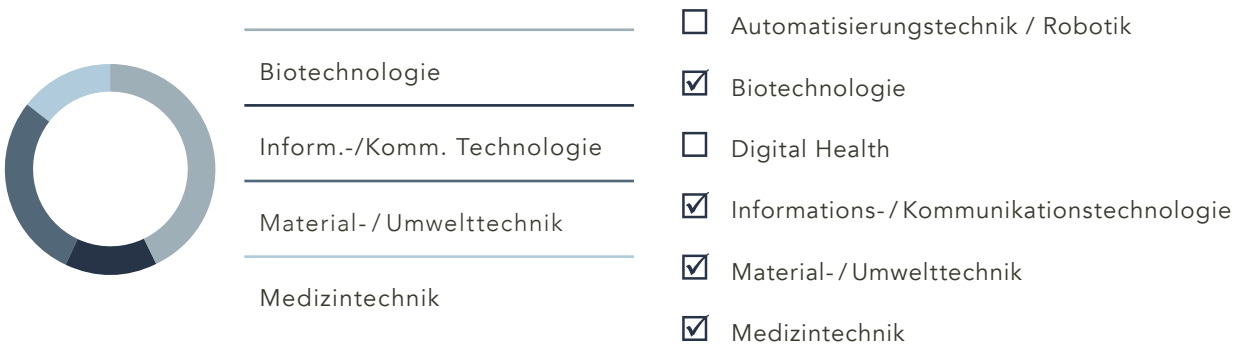 Biotechnologie
Inform.-/Komm. Technologie
Material-/Umwelttechnik
Medizintechnik
Automatisierungstechnik / Robotik
Biotechnologie
Digital Health
Informations-/Kommunikationstechnologie
Material-/Umwelttechnik
Medizintechnik